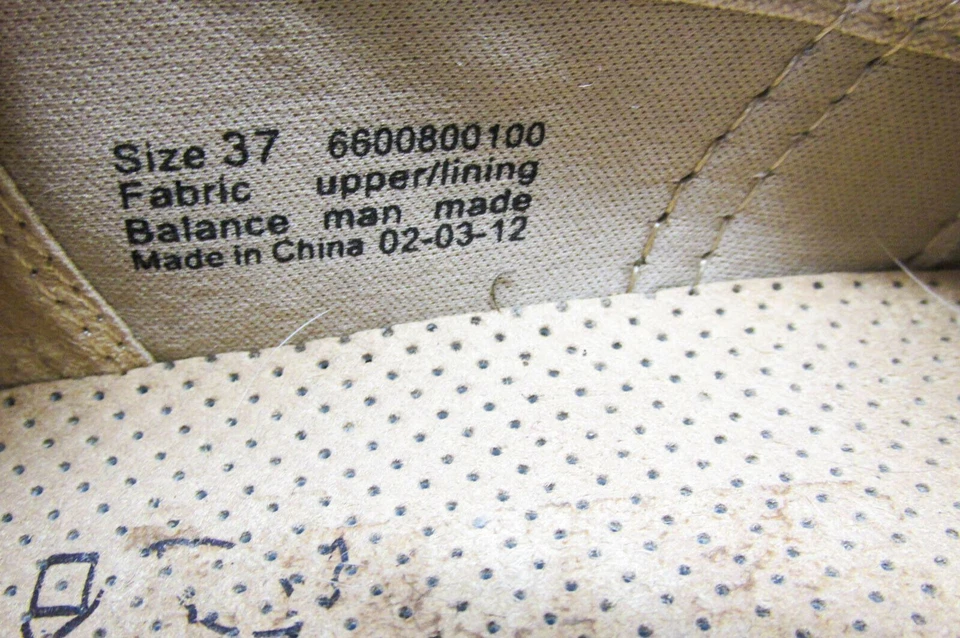 Size 37 6600800100
Fabric upper/lining
Balance man made
Made in China 02-03-12